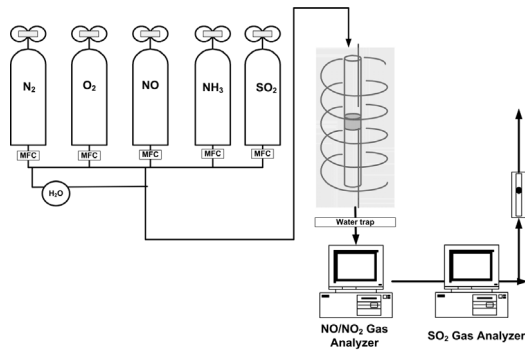 N2
O2
NO
NH3
SO2
MFC
MFC
MFC
MFC
MFC
H2O
Water trap
NO/NO2 Gas
Analyzer
SO2 Gas Analyzer